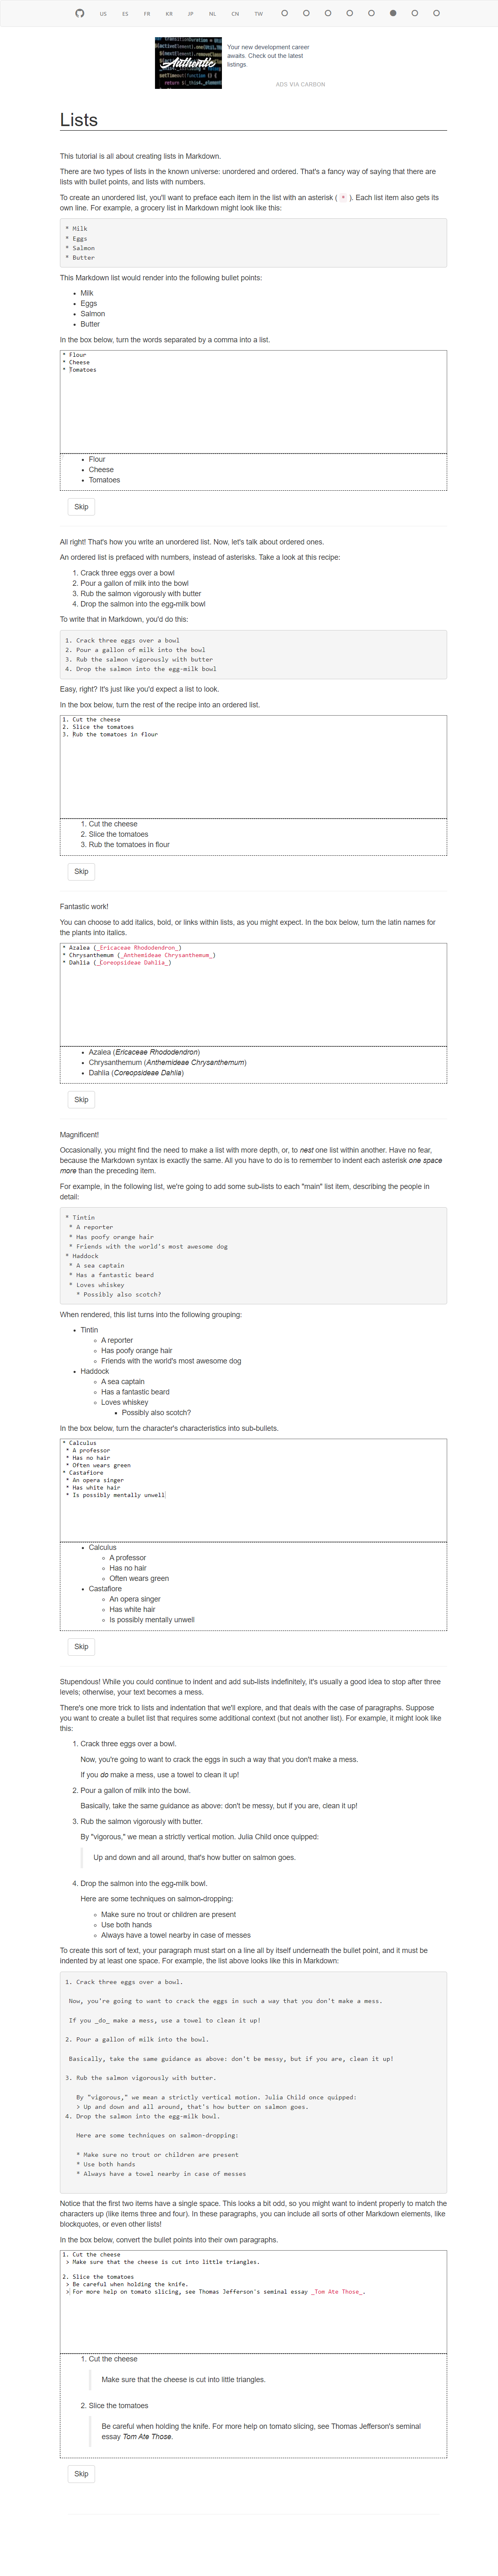 US ES FR KR JP NL CN TW
Authentic
Your new development career
awaits. Check out the latest
listings.
ADS VIA CARBON
Lists
This tutorial is all about creating lists in Markdown.
There are two types of lists in the known universe: unordered and ordered. That's a fancy way of saying that there are
lists with bullet points, and lists with numbers.
To create an unordered list, you'll want to preface each item in the list with an asterisk ( * ). Each list item also gets its
own line. For example, a grocery list in Markdown might look like this:
* Milk
* Eggs
* Salmon
* Butter
This Markdown list would render into the following bullet points:
• Milk
• Eggs
• Salmon
• Butter
In the box below, turn the words separated by a comma into a list.
* Flour
* Cheese
* Tomatoes
• Flour
• Cheese
• Tomatoes
Skip
All right! That's how you write an unordered list. Now, let's talk about ordered ones.
An ordered list is prefaced with numbers, instead of asterisks. Take a look at this recipe:
1. Crack three eggs over a bowl
2. Pour a gallon of milk into the bowl
3. Rub the salmon vigorously with butter
4. Drop the salmon into the egg-milk bowl
To write that in Markdown, you'd do this:
1. Crack three eggs over a bowl
2. Pour a gallon of milk into the bowl
3. Rub the salmon vigorously with butter
4. Drop the salmon into the egg-milk bowl
Easy, right? It's just like you'd expect a list to look.
In the box below, turn the rest of the recipe into an ordered list.
1. Cut the cheese
2. Slice the tomatoes
3. Rub the tomatoes in flour
1. Cut the cheese
2. Slice the tomatoes
3. Rub the tomatoes in flour
Skip
Fantastic work!
You can choose to add italics, bold, or links within lists, as you might expect. In the box below, turn the latin names for
the plants into italics.
* Azalea (_Ericaceae Rhododendron_)
* Chrysanthemum (_Anthemideae Chrysanthemum_)
* Dahlia (_Coreopsideae Dahlia_)
• Azalea (Ericaceae Rhododendron)
• Chrysanthemum (Anthemideae Chrysanthemum)
• Dahlia (Coreopsideae Dahlia)
Skip
Magnificent!
Occasionally, you might find the need to make a list with more depth, or, to nest one list within another. Have no fear,
because the Markdown syntax is exactly the same. All you have to do is to remember to indent each asterisk one space
more than the preceding item.
For example, in the following list, we're going to add some sub-lists to each "main" list item, describing the people in
detail:
* Tintin
 * A reporter
 * Has poofy orange hair
 * Friends with the world's most awesome dog
* Haddock
 * A sea captain
 * Has a fantastic beard
 * Loves whiskey
   * Possibly also scotch?
When rendered, this list turns into the following grouping:
• Tintin
◦ A reporter
◦ Has poofy orange hair
◦ Friends with the world's most awesome dog
• Haddock
◦ A sea captain
◦ Has a fantastic beard
◦ Loves whiskey
▪ Possibly also scotch?
In the box below, turn the character's characteristics into sub-bullets.
* Calculus
 * A professor
 * Has no hair
 * Often wears green
* Castafiore
 * An opera singer
 * Has white hair
 * Is possibly mentally unwell
• Calculus
◦ A professor
◦ Has no hair
◦ Often wears green
• Castafiore
◦ An opera singer
◦ Has white hair
◦ Is possibly mentally unwell
Skip
Stupendous! While you could continue to indent and add sub-lists indefinitely, it's usually a good idea to stop after three
levels; otherwise, your text becomes a mess.
There's one more trick to lists and indentation that we'll explore, and that deals with the case of paragraphs. Suppose
you want to create a bullet list that requires some additional context (but not another list). For example, it might look like
this:
1. Crack three eggs over a bowl.
Now, you're going to want to crack the eggs in such a way that you don't make a mess.
If you do make a mess, use a towel to clean it up!
2. Pour a gallon of milk into the bowl.
Basically, take the same guidance as above: don't be messy, but if you are, clean it up!
3. Rub the salmon vigorously with butter.
By "vigorous," we mean a strictly vertical motion. Julia Child once quipped:
Up and down and all around, that's how butter on salmon goes.
4. Drop the salmon into the egg-milk bowl.
Here are some techniques on salmon-dropping:
◦ Make sure no trout or children are present
◦ Use both hands
◦ Always have a towel nearby in case of messes
To create this sort of text, your paragraph must start on a line all by itself underneath the bullet point, and it must be
indented by at least one space. For example, the list above looks like this in Markdown:
1. Crack three eggs over a bowl.
 Now, you're going to want to crack the eggs in such a way that you don't make a mess.
 If you _do_ make a mess, use a towel to clean it up!
2. Pour a gallon of milk into the bowl.
 Basically, take the same guidance as above: don't be messy, but if you are, clean it up!
3. Rub the salmon vigorously with butter.
   By "vigorous," we mean a strictly vertical motion. Julia Child once quipped:
   > Up and down and all around, that's how butter on salmon goes.
4. Drop the salmon into the egg-milk bowl.
   Here are some techniques on salmon-dropping:
   * Make sure no trout or children are present
   * Use both hands
   * Always have a towel nearby in case of messes
Notice that the first two items have a single space. This looks a bit odd, so you might want to indent properly to match the
characters up (like items three and four). In these paragraphs, you can include all sorts of other Markdown elements, like
blockquotes, or even other lists!
In the box below, convert the bullet points into their own paragraphs.
1. Cut the cheese
 > Make sure that the cheese is cut into little triangles.
2. Slice the tomatoes
 > Be careful when holding the knife.
 > For more help on tomato slicing, see Thomas Jefferson's seminal essay _Tom Ate Those_.
1. Cut the cheese
Make sure that the cheese is cut into little triangles.
2. Slice the tomatoes
Be careful when holding the knife. For more help on tomato slicing, see Thomas Jefferson's seminal
essay Tom Ate Those.
Skip